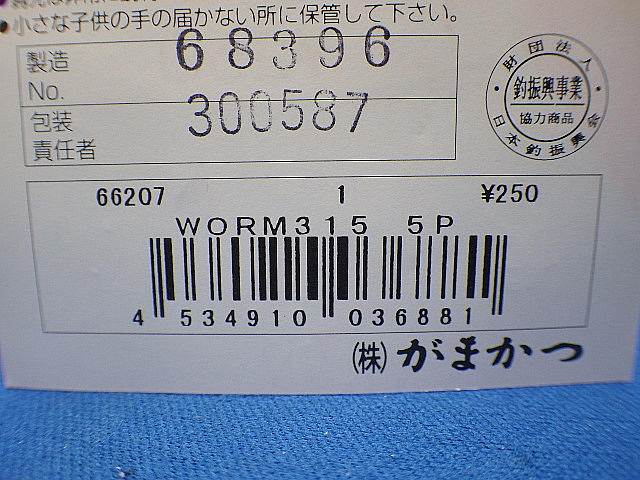 •小さな子供の手の届かない所に保管して下さい。
製造
No.
68396
包装
責任者
300587
財団法人
釣振興事業
協力商品
日本釣振興会
66207 1 ¥250
WORM315 5P
4 534910 036881
(株)がまかつ